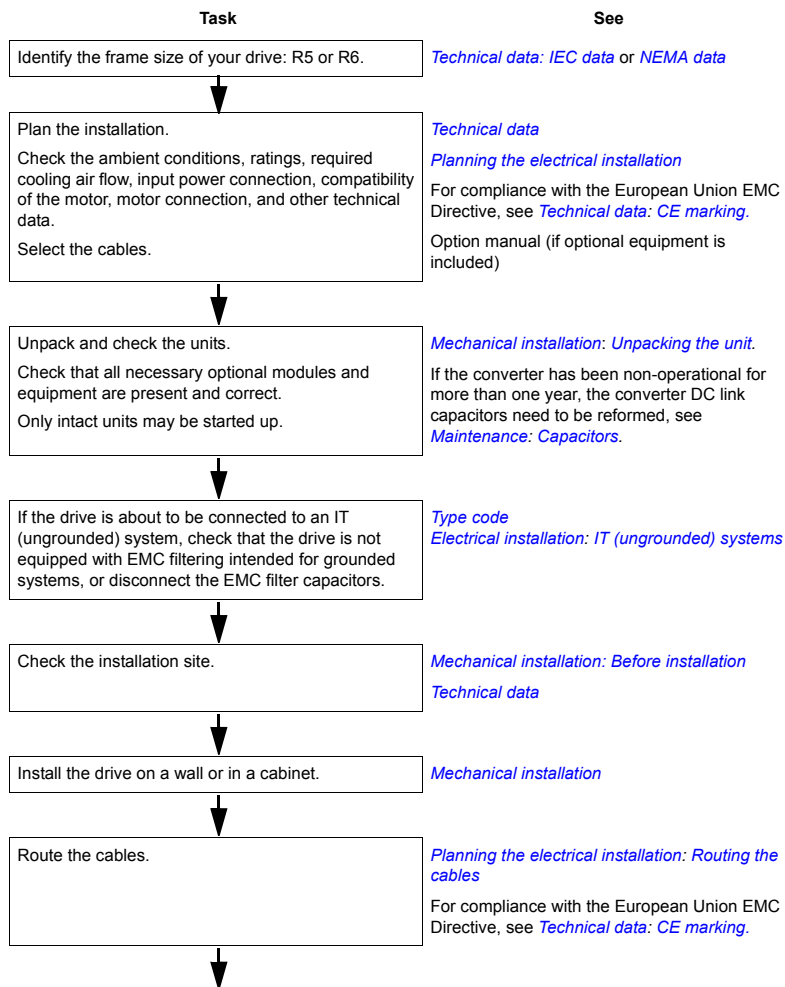 Task
See
Identify the frame size of your drive: R5 or R6.
Technical data: IEC data or NEMA data
Plan the installation.
Check the ambient conditions, ratings, required
cooling air flow, input power connection, compatibility
of the motor, motor connection, and other technical
data.
Select the cables.
Technical data
Planning the electrical installation
For compliance with the European Union EMC
Directive, see Technical data: CE marking.
Option manual (if optional equipment is
included)
Unpack and check the units.
Check that all necessary optional modules and
equipment are present and correct.
Only intact units may be started up.
Mechanical installation: Unpacking the unit.
If the converter has been non-operational for
more than one year, the converter DC link
capacitors need to be reformed, see
Maintenance: Capacitors.
If the drive is about to be connected to an IT
(ungrounded) system, check that the drive is not
equipped with EMC filtering intended for grounded
systems, or disconnect the EMC filter capacitors.
Type code
Electrical installation: IT (ungrounded) systems
Check the installation site.
Mechanical installation: Before installation
Technical data
Install the drive on a wall or in a cabinet.
Mechanical installation
Route the cables.
Planning the electrical installation: Routing the
cables
For compliance with the European Union EMC
Directive, see Technical data: CE marking.